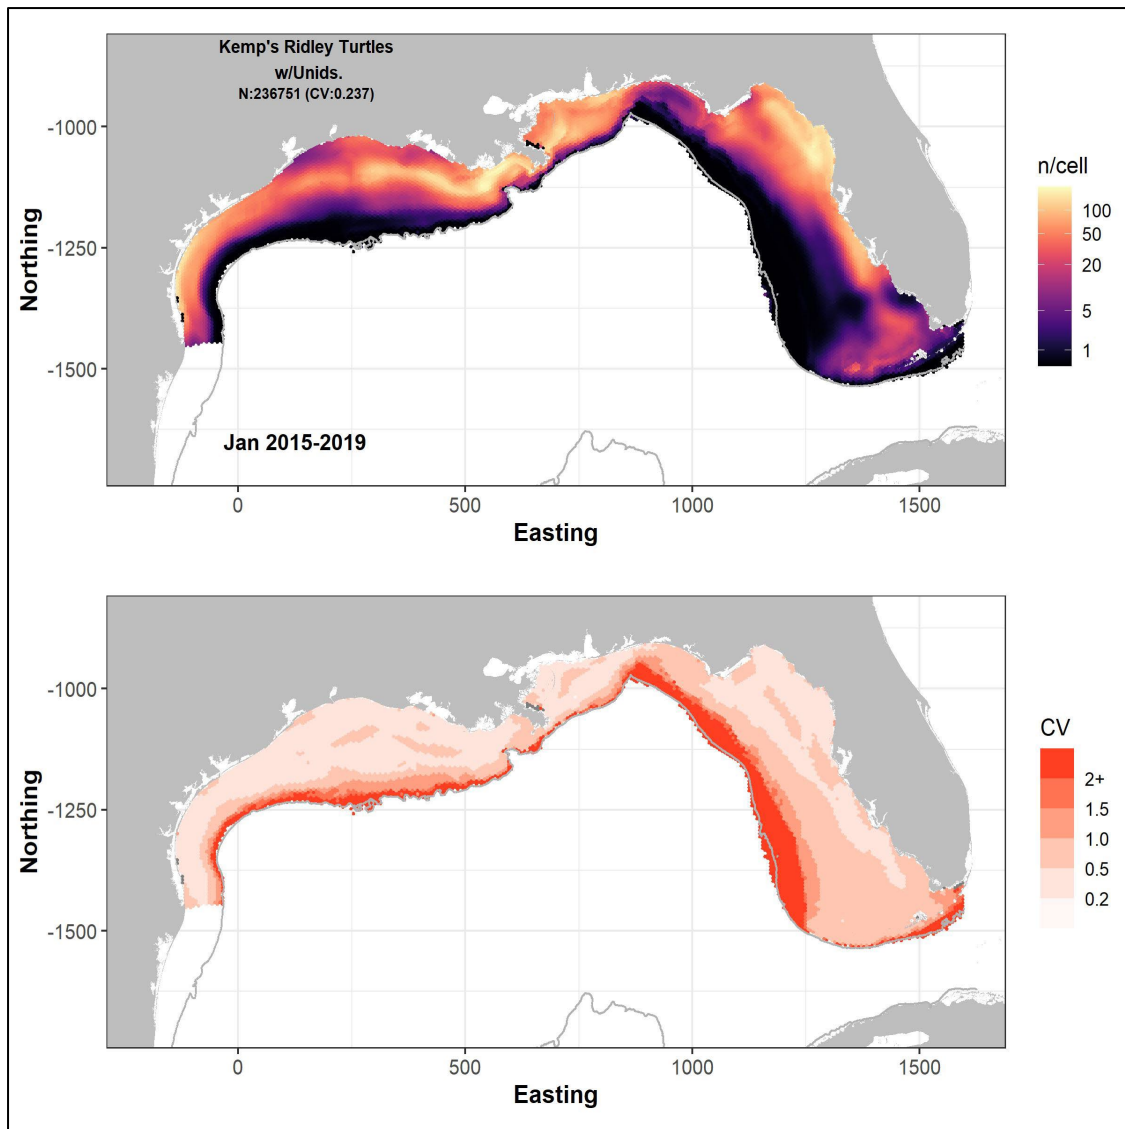 Kemp's Ridley Turtles
w/Unids.
N:236751 (CV:0.237)
-1000
-1250
-1500
Northing
Jan 2015-2019
0
500
1000
1500
Easting
n/cell
100
50
20
5
1
-1000
-1250
-1500
Northing
0
500
1000
1500
Easting
CV
2+
1.5
1.0
0.5
0.2